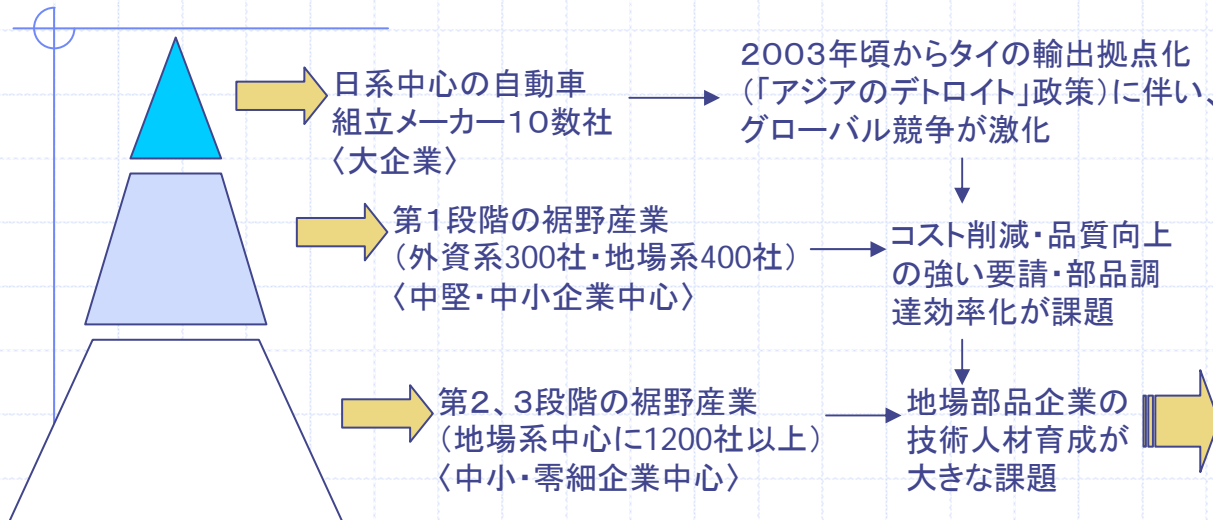 日系中心の自動車
組立メーカー１０数社
〈大企業〉
２００３年頃からタイの輸出拠点化
（「アジアのデトロイト」政策）に伴い、
グローバル競争が激化
第１段階の裾野産業
（外資系300社・地場系400社）
〈中堅・中小企業中心〉
コスト削減・品質向上
の強い要請・部品調
達効率化が課題
第２、３段階の裾野産業
（地場系中心に1200社以上）
〈中小・零細企業中心〉
地場部品企業の
技術人材育成が
大きな課題